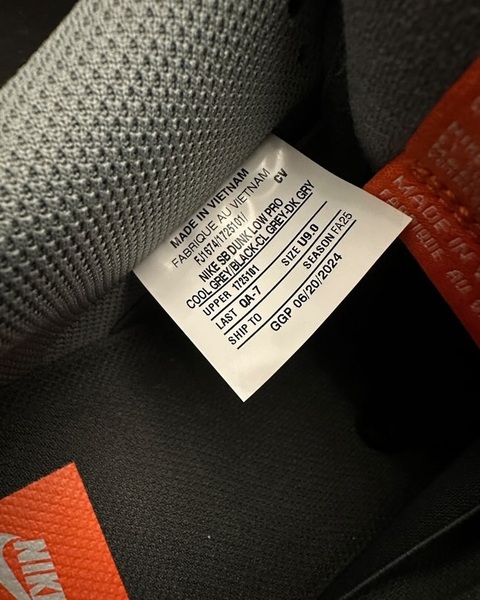 MADE IN VIETNAM
FABRIQUE AU VIETNAM
FJ1674(1725101) CV
NIKE SB DUNK LOW PRO
COOL GREY/BLACK-CL GREY-DK GRY
UPPER 1725101
LAST OA-7 SIZE U9.0
SHIP TO SEASON FA25
GGP 06/20/2024
MADE IN
AU
NIKE